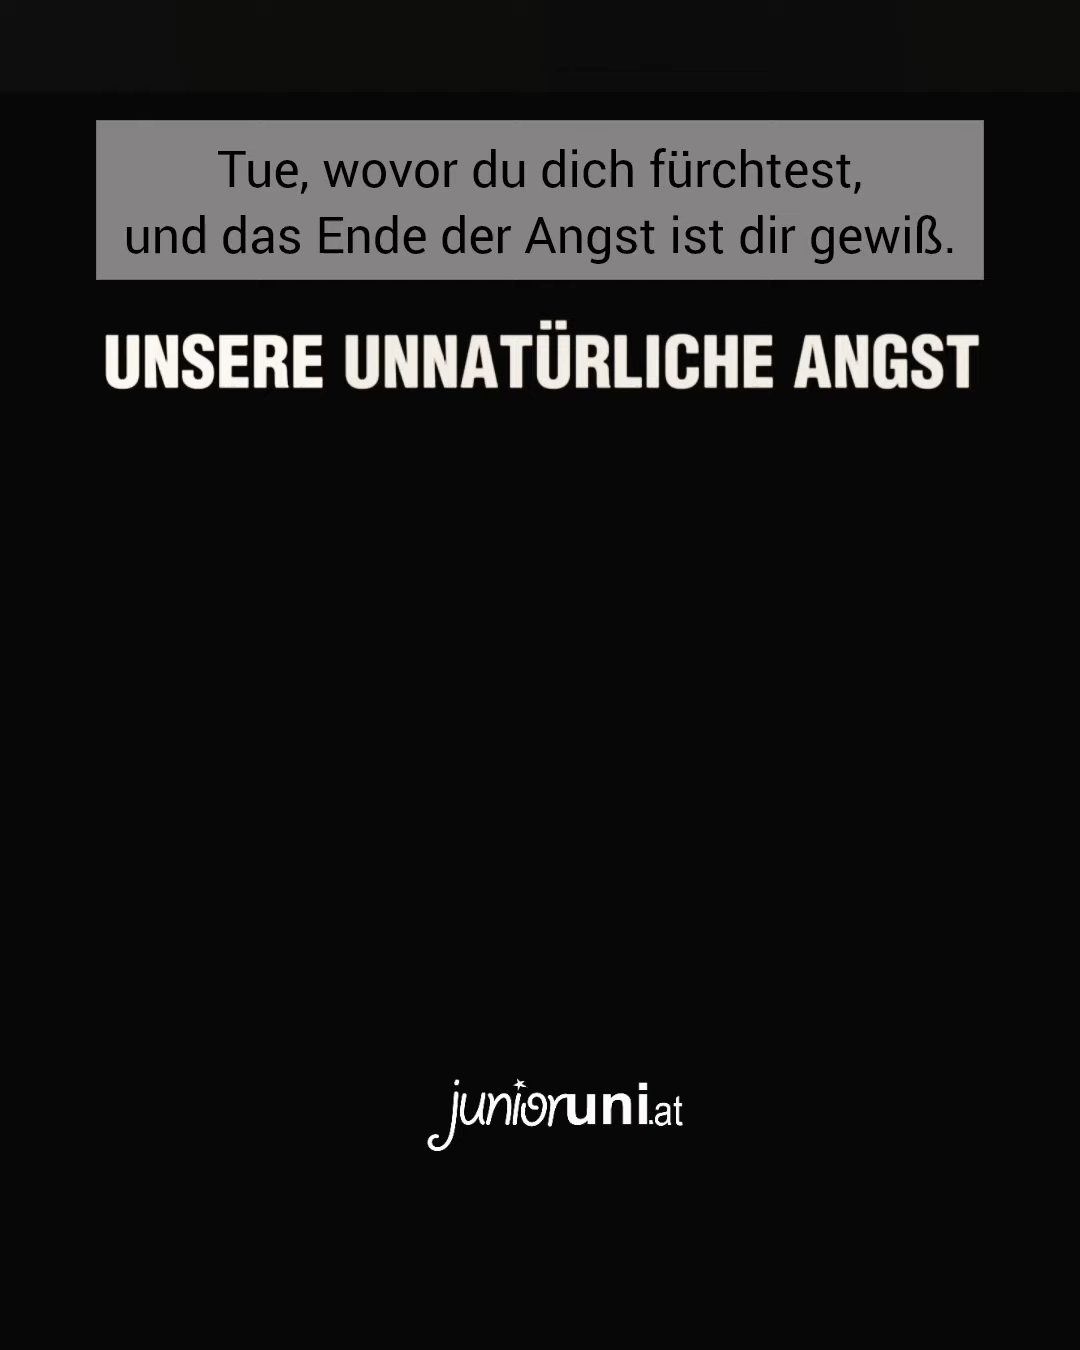 Tue, wovor du dich fürchtest,
und das Ende der Angst ist dir gewiß.
UNSERE UNNATÜRLICHE ANGST
junioruni.at